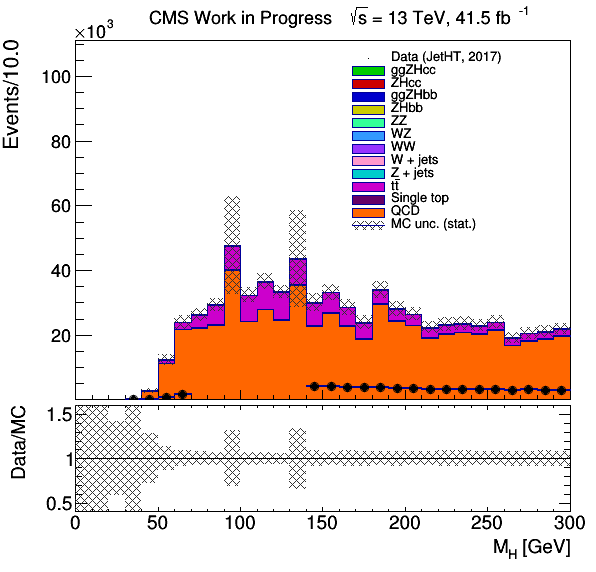 CMS Work in Progress √s = 13 TeV, 41.5 fb⁻¹
×10³
Events/10.0
100
80
60
40
20
Data (JetHT, 2017)
ggZHcc
ZHcc
ggZHbb
ZHbb
ZZ
WZ
WW
W + jets
Z + jets
tt̄
Single top
QCD
MC unc. (stat.)
Data/MC
1.5
1
0.5
0 50 100 150 200 250 300
M_H [GeV]